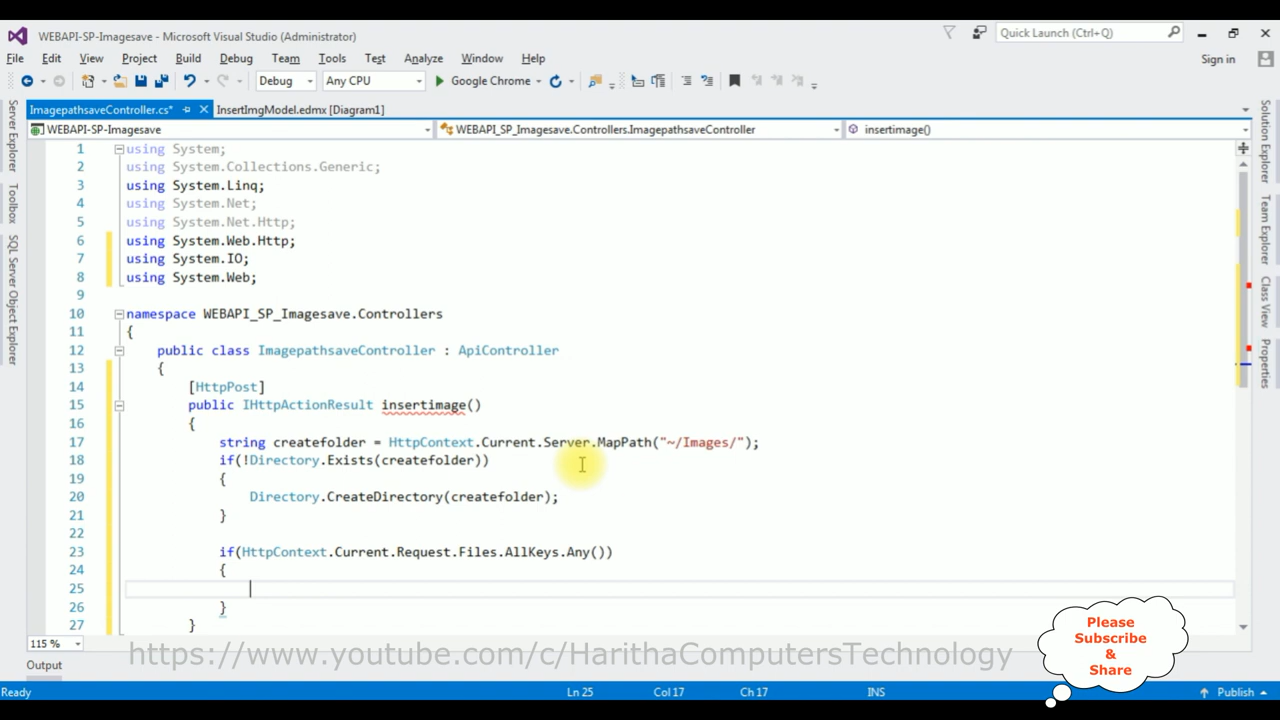 WEBAPI-SP-Imagesave - Microsoft Visual Studio (Administrator)
Quick Launch (Ctrl+Q)
File Edit View Project Build Debug Team Tools Test Analyze Window Help
Sign in
Debug Any CPU Google Chrome
Server Explorer
Toolbox
SQL Server Object Explorer
ImagepathsaveController.cs* InsertImgModel.edmx [Diagram1]
WEBAPI-SP-Imagesave WEBAPI_SP_Imagesave.Controllers.ImagepathsaveController insertimage()
1 using System;
2 using System.Collections.Generic;
3 using System.Linq;
4 using System.Net;
5 using System.Net.Http;
6 using System.Web.Http;
7 using System.IO;
8 using System.Web;
9
10 namespace WEBAPI_SP_Imagesave.Controllers
11 {
12 public class ImagepathsaveController : ApiController
13 {
14 [HttpPost]
15 public IHttpActionResult insertimage()
16 {
17 string createfolder = HttpContext.Current.Server.MapPath("~/Images/");
18 if(!Directory.Exists(createfolder))
19 {
20 Directory.CreateDirectory(createfolder);
21 }
22
23 if(HttpContext.Current.Request.Files.AllKeys.Any())
24 {
25
26 }
27 }
Solution Explorer
Team Explorer
Class View
Properties
115 %
https://www.youtube.com/c/HarithaComputersTechnology
Please
Subscribe
&
Share
Output
Ready Ln 25 Col 17 Ch 17 INS Publish